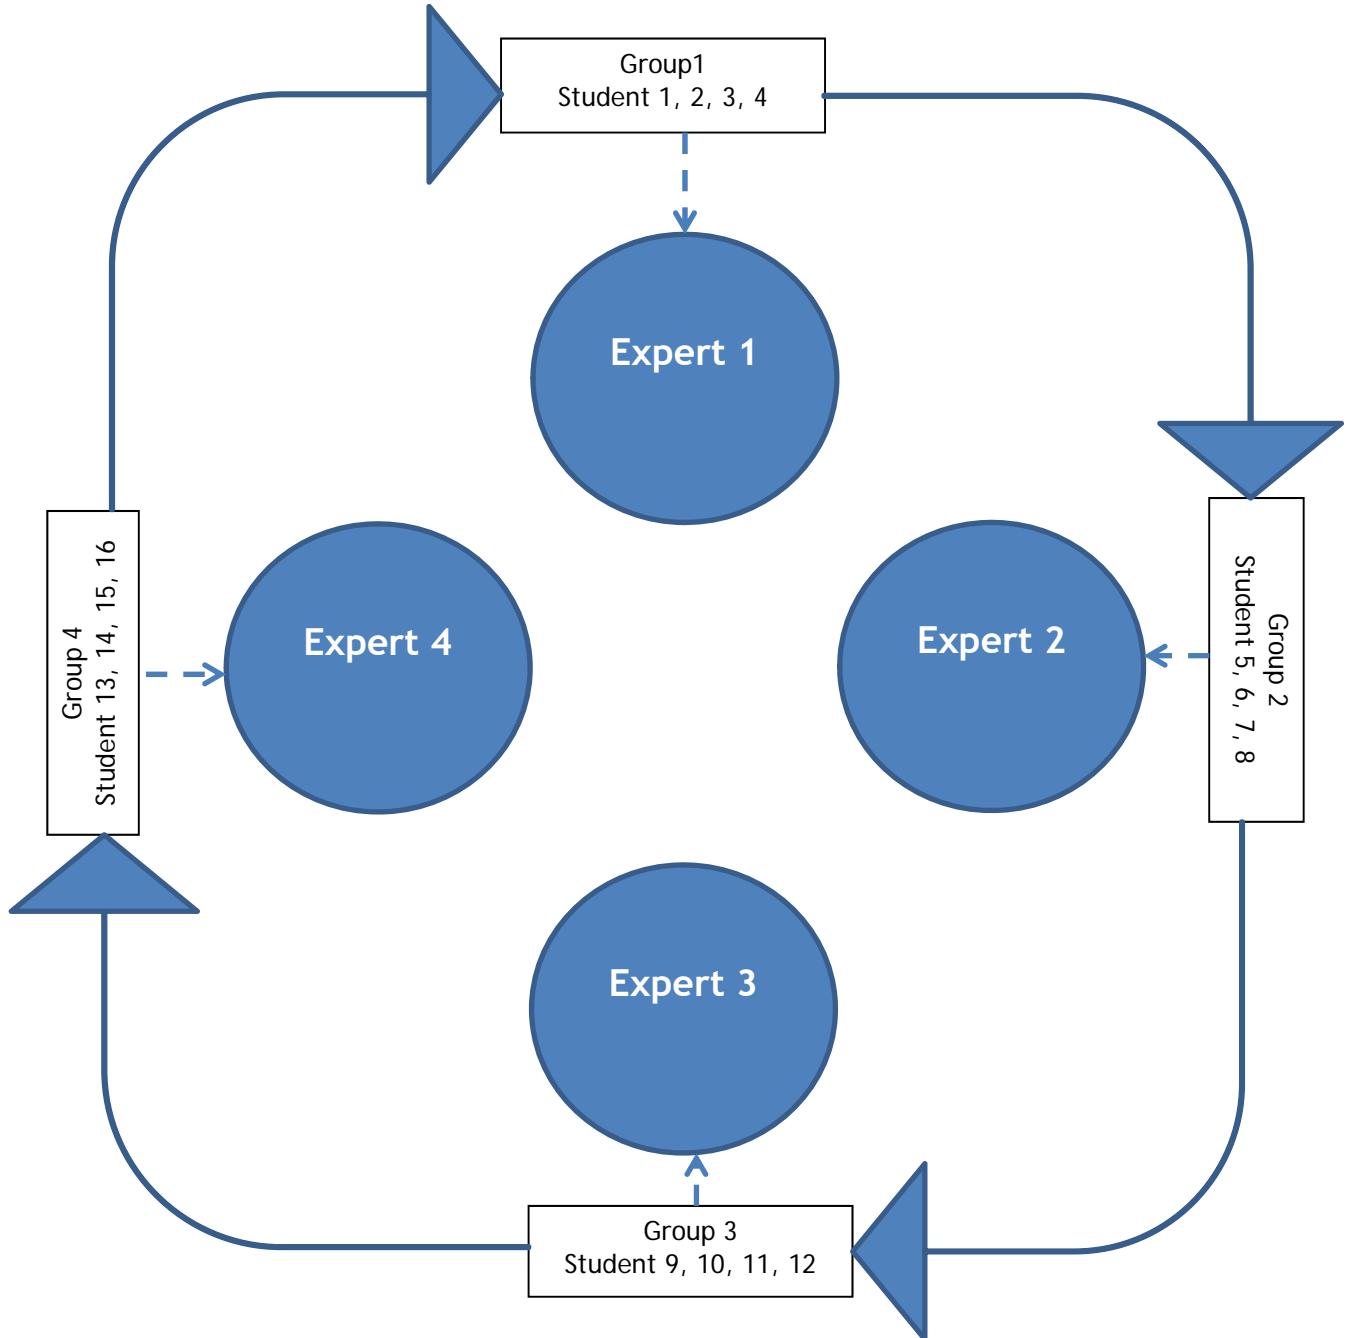 Group1
Student 1, 2, 3, 4
Expert 1
Group 4
Student 13, 14, 15, 16
Expert 4
Expert 2
Group 2
Student 5, 6, 7, 8
Expert 3
Group 3
Student 9, 10, 11, 12